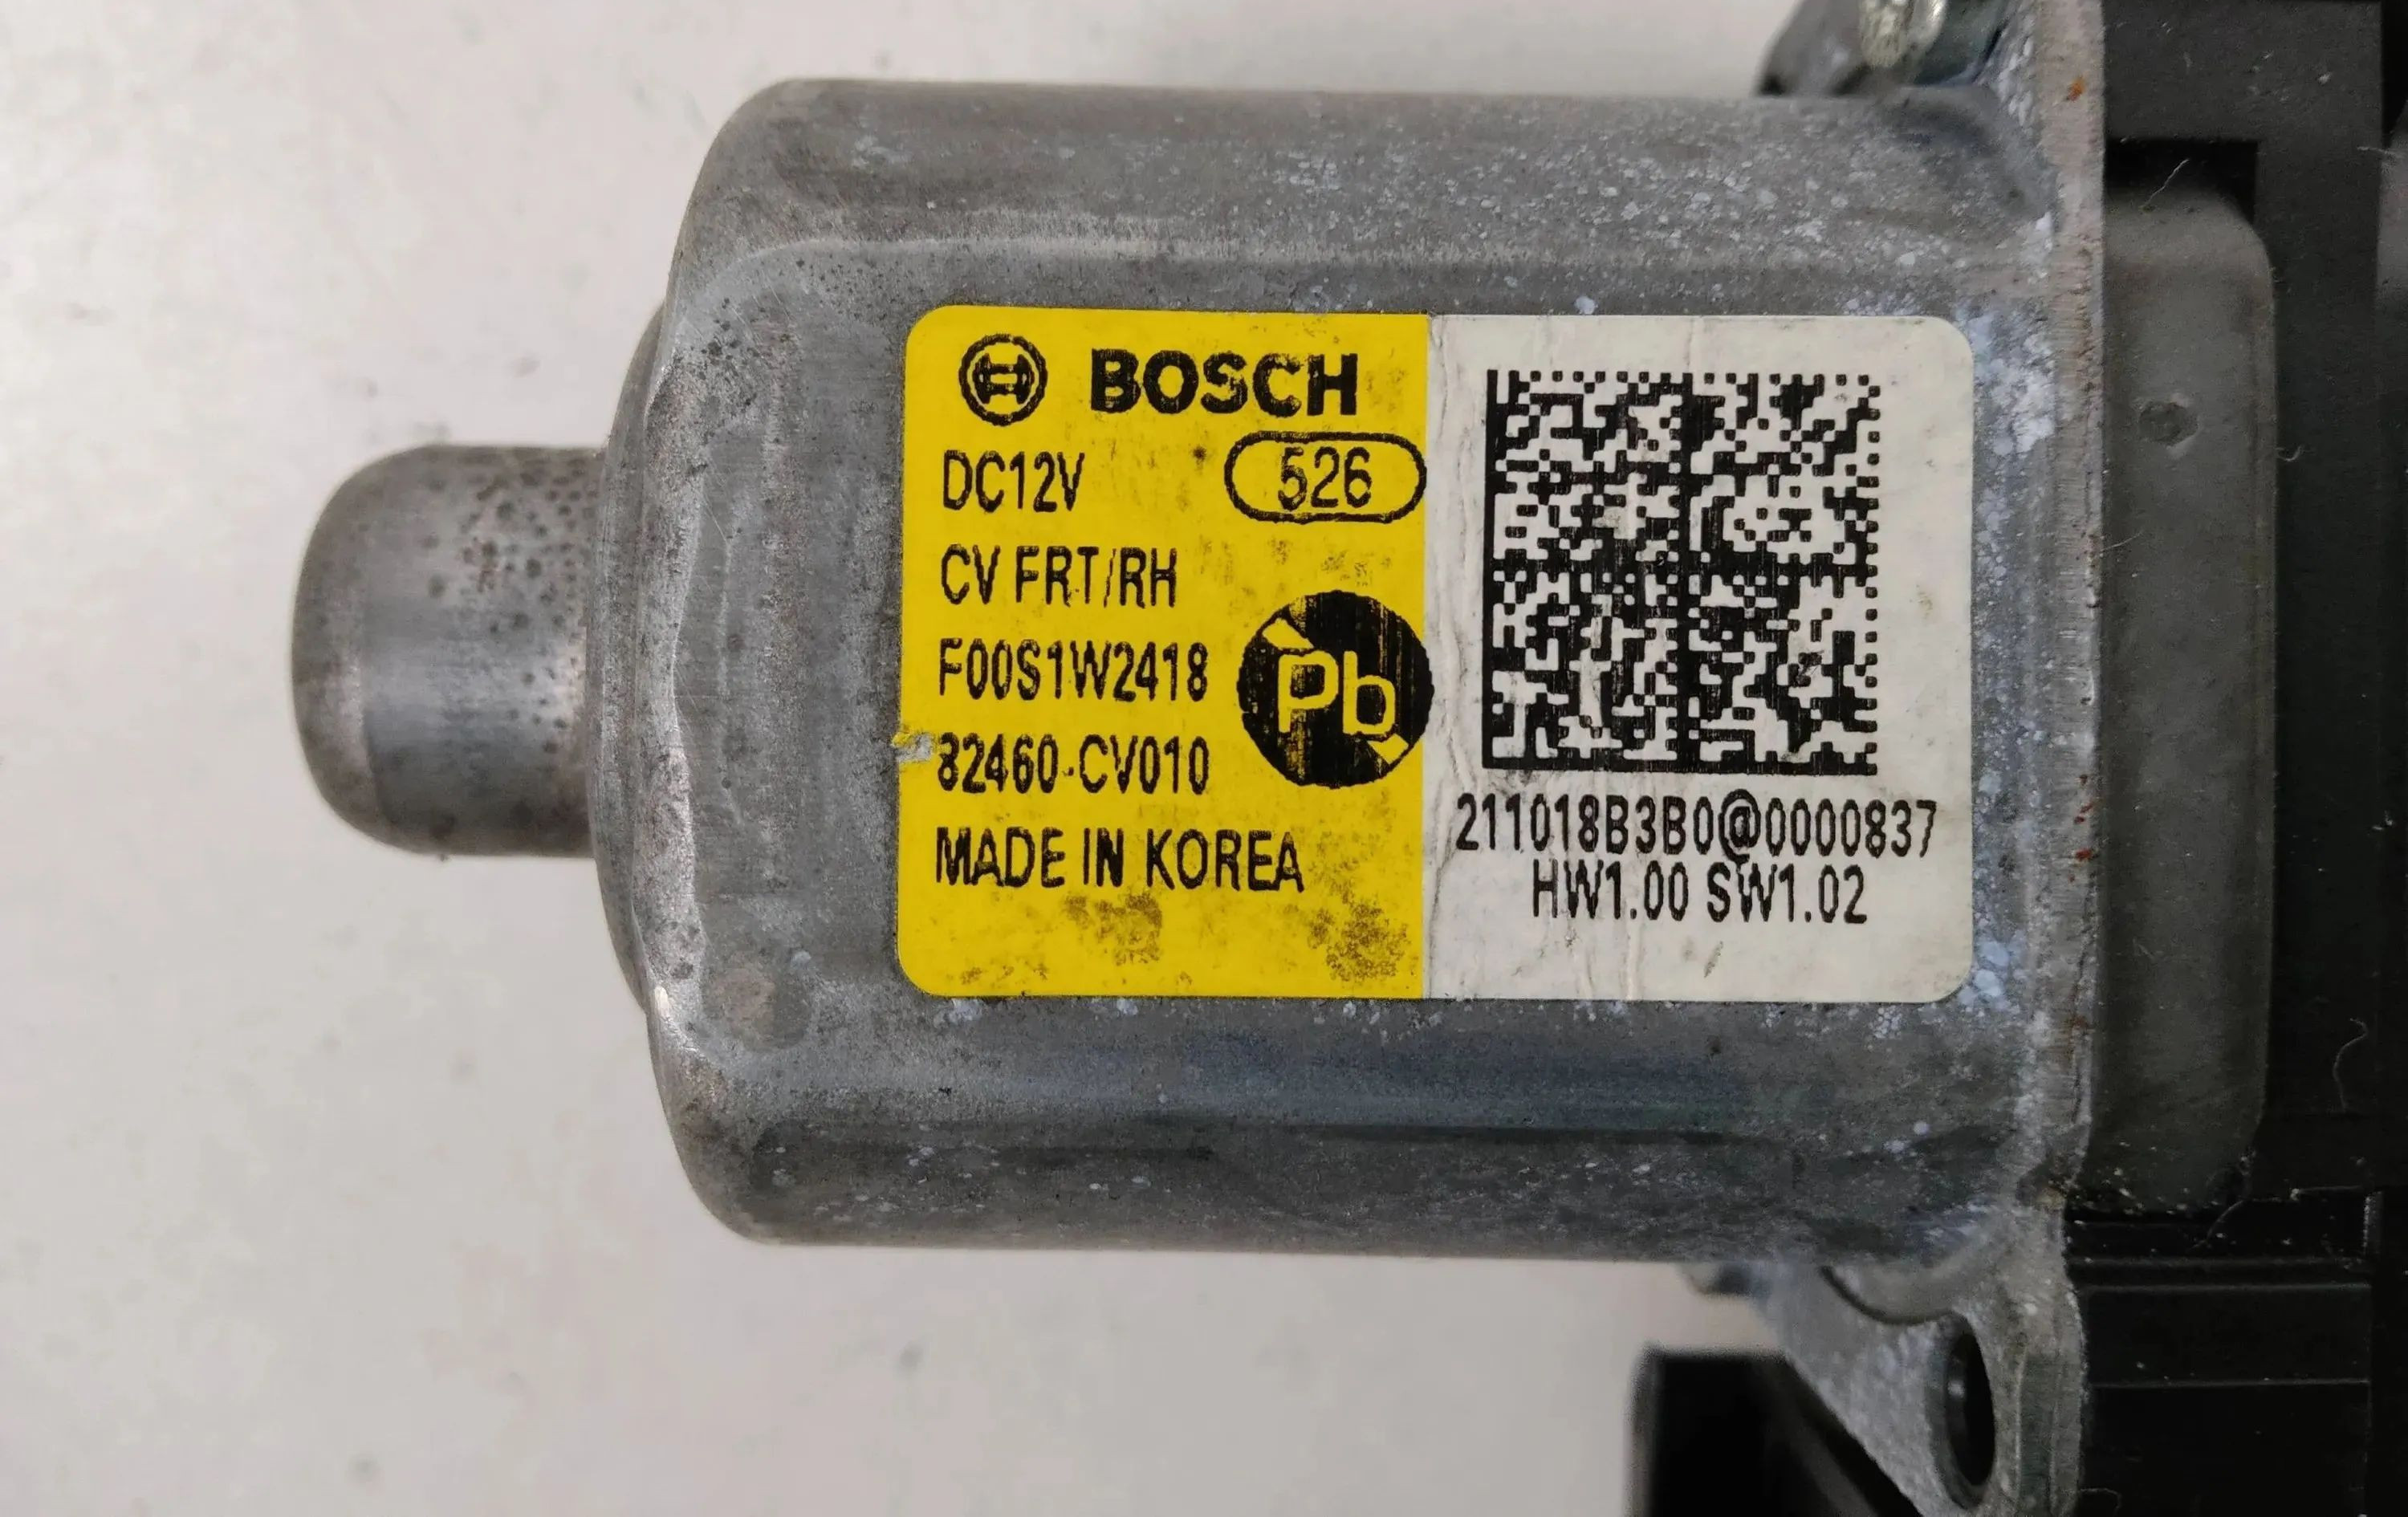 BOSCH
DC12V 526
CV FRT/RH
F00S1W2418
Pb
82460-CV010
MADE IN KOREA
211018B3B0@0000837
HW1.00 SW1.02